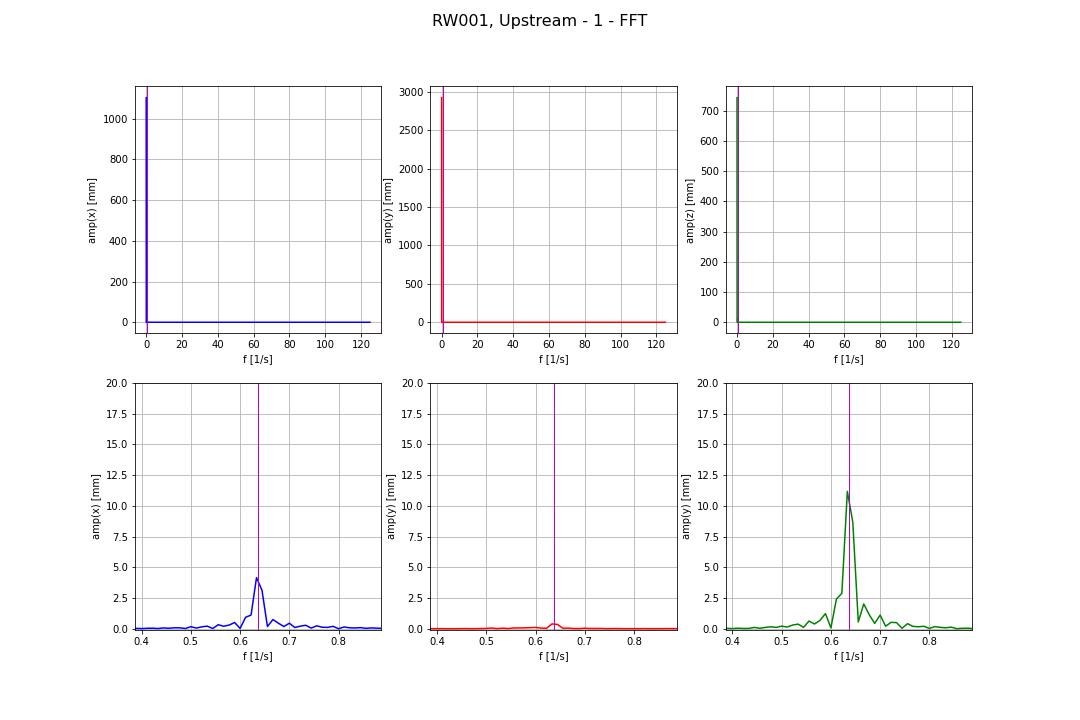 RW001, Upstream - 1 - FFT
1000
800
600
400
200
0
amp(x) [mm]
0 20 40 60 80 100 120
f [1/s]
3000
2500
2000
1500
1000
500
0
amp(y) [mm]
0 20 40 60 80 100 120
f [1/s]
700
600
500
400
300
200
100
0
amp(z) [mm]
0 20 40 60 80 100 120
f [1/s]
20.0
17.5
15.0
12.5
10.0
7.5
5.0
2.5
0.0
amp(x) [mm]
0.4 0.5 0.6 0.7 0.8
f [1/s]
20.0
17.5
15.0
12.5
10.0
7.5
5.0
2.5
0.0
amp(y) [mm]
0.4 0.5 0.6 0.7 0.8
f [1/s]
20.0
17.5
15.0
12.5
10.0
7.5
5.0
2.5
0.0
amp(y) [mm]
0.4 0.5 0.6 0.7 0.8
f [1/s]